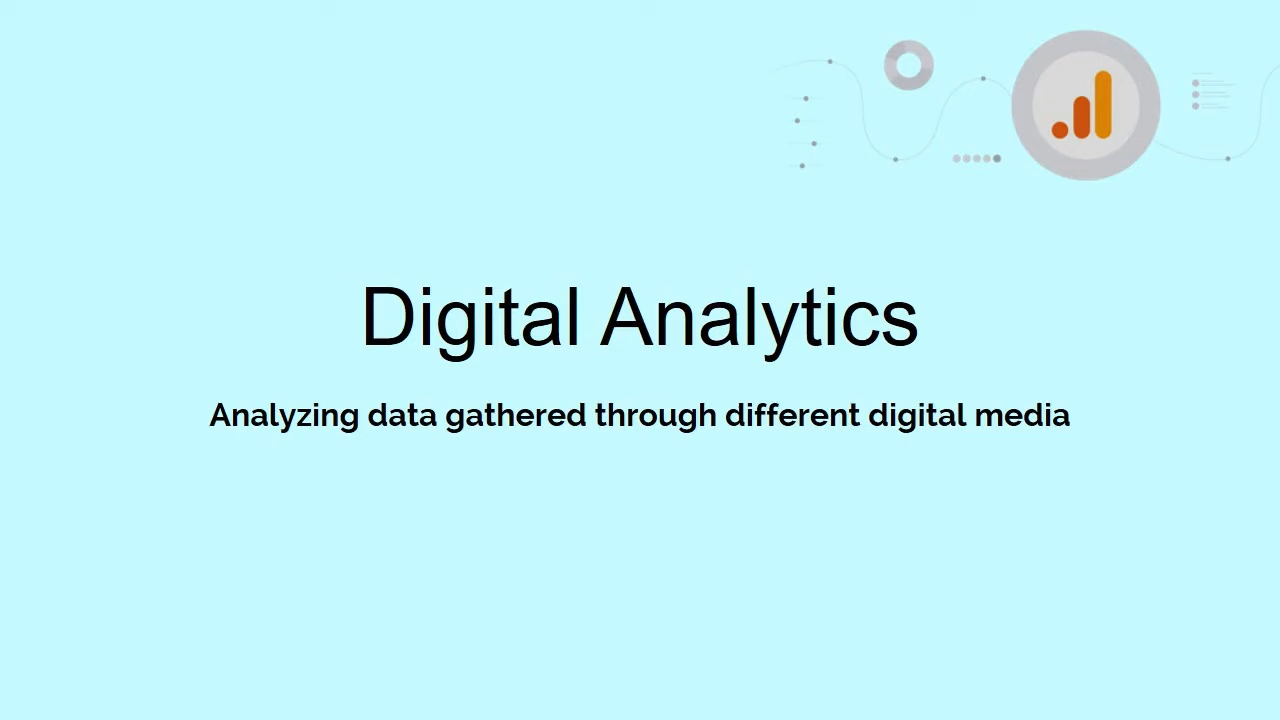 Digital Analytics
Analyzing data gathered through different digital media